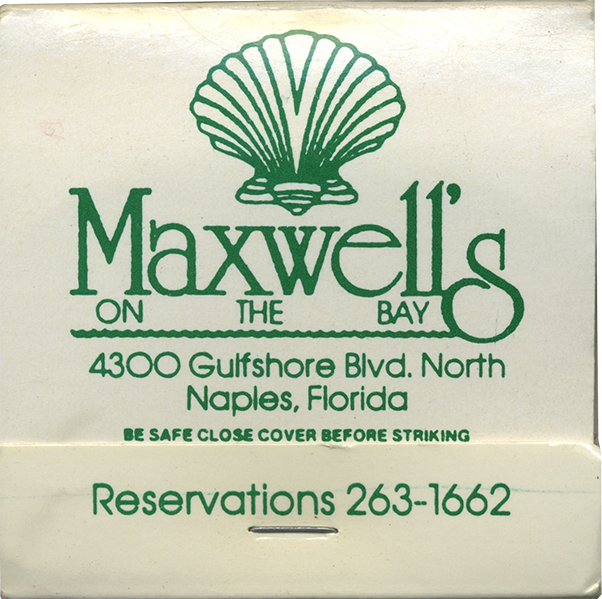 Maxwell's
ON THE BAY
4300 Gulfshore Blvd. North
Naples, Florida
BE SAFE CLOSE COVER BEFORE STRIKING
Reservations 263-1662